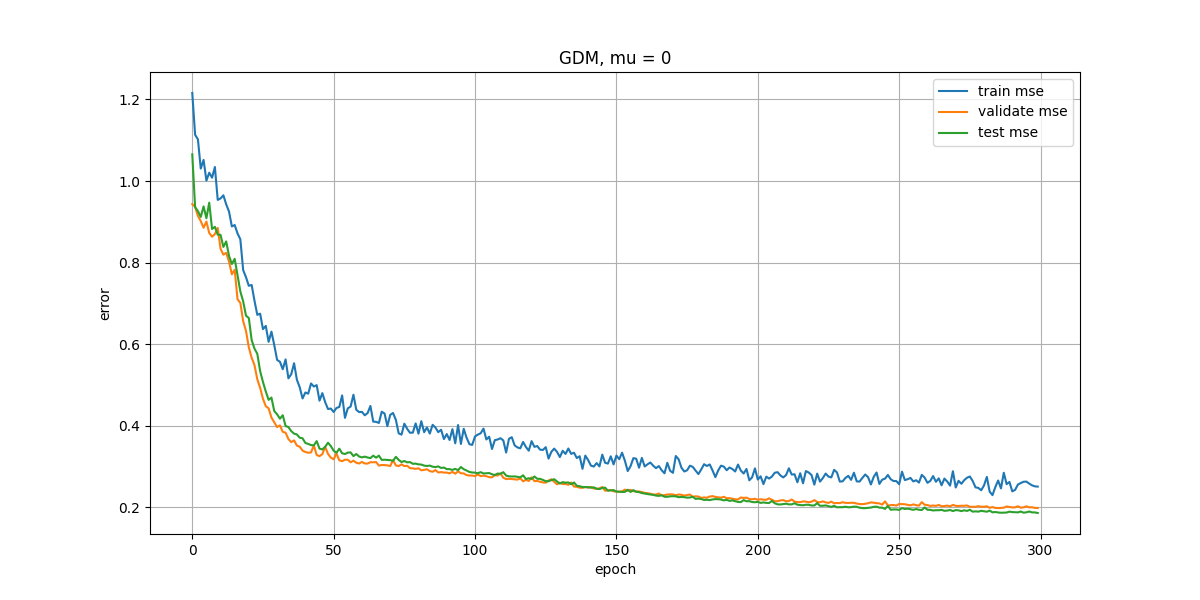 GDM, mu = 0
train mse
validate mse
test mse
error
1.2
1.0
0.8
0.6
0.4
0.2
0 50 100 150 200 250 300
epoch